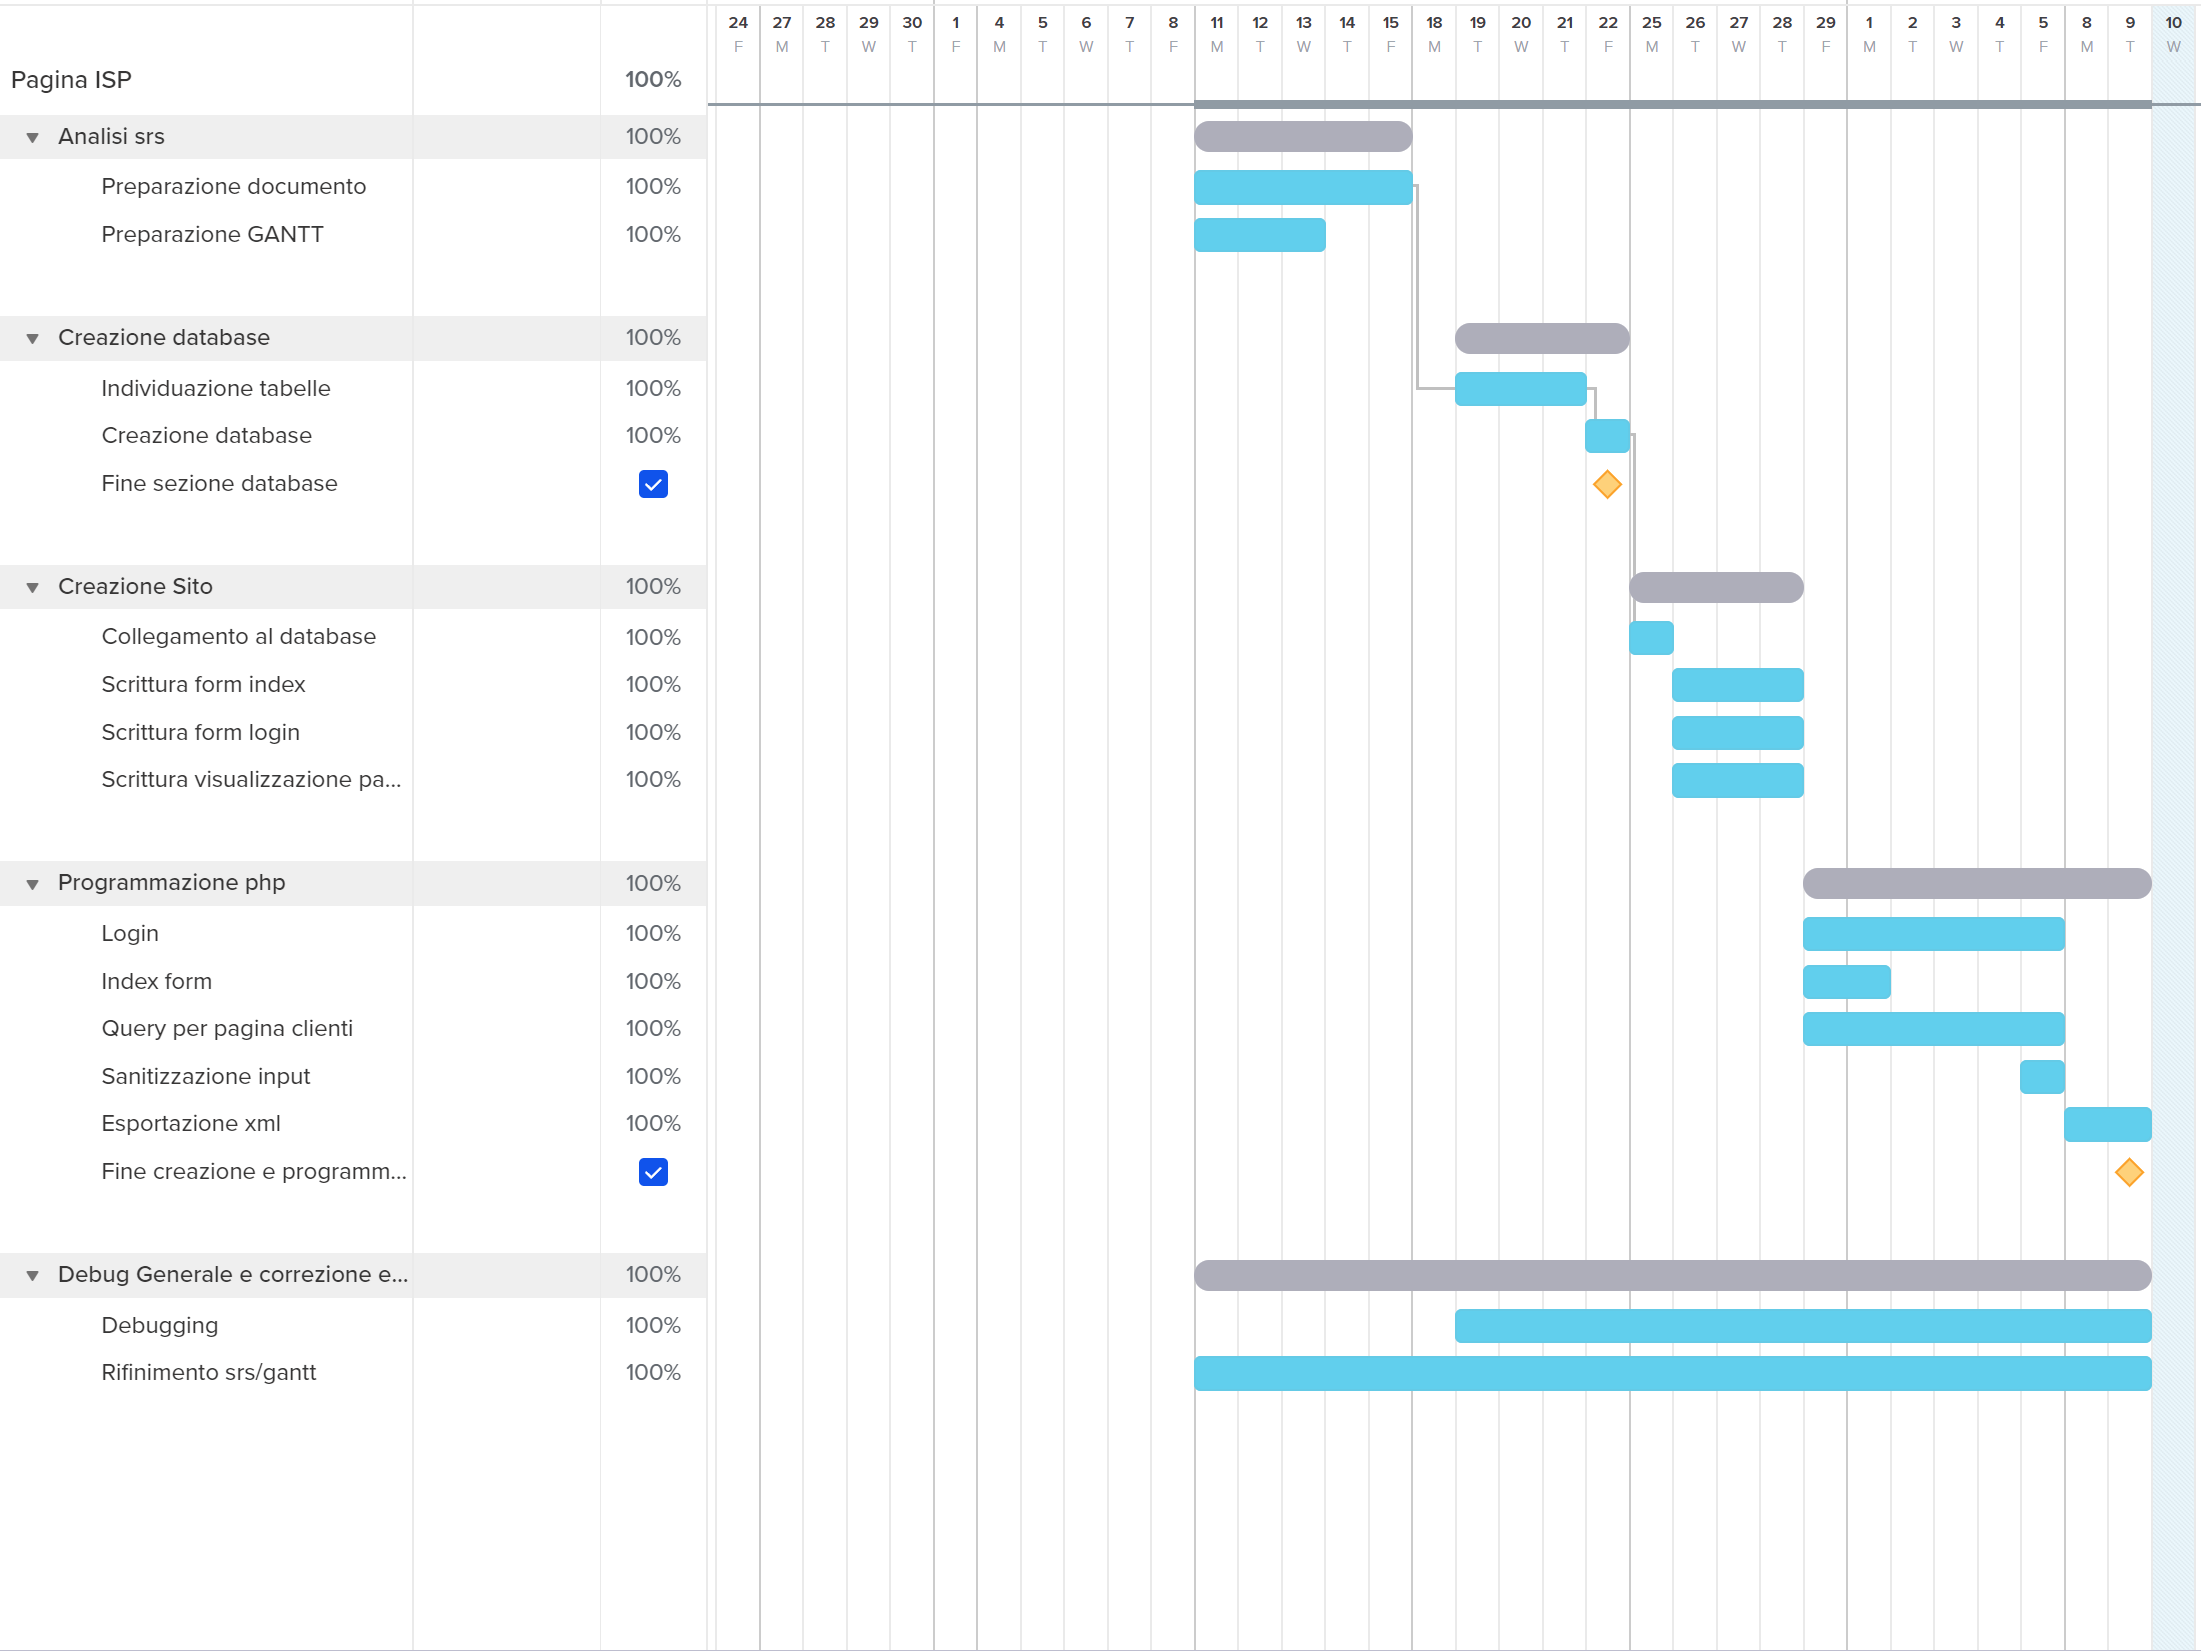 24 27 28 29 30 1 4 5 6 7 8 11 12 13 14 15 18 19 20 21 22 25 26 27 28 29 1 2 3 4 5 8 9 10
F M T W T F M T W T F M T W T F M T W T F M T W T F M T W T F M T W
Pagina ISP 100%
Analisi srs 100%
Preparazione documento 100%
Preparazione GANTT 100%
Creazione database 100%
Individuazione tabelle 100%
Creazione database 100%
Fine sezione database
Creazione Sito 100%
Collegamento al database 100%
Scrittura form index 100%
Scrittura form login 100%
Scrittura visualizzazione pa... 100%
Programmazione php 100%
Login 100%
Index form 100%
Query per pagina clienti 100%
Sanitizzazione input 100%
Esportazione xml 100%
Fine creazione e programm...
Debug Generale e correzione e... 100%
Debugging 100%
Rifinimento srs/gantt 100%